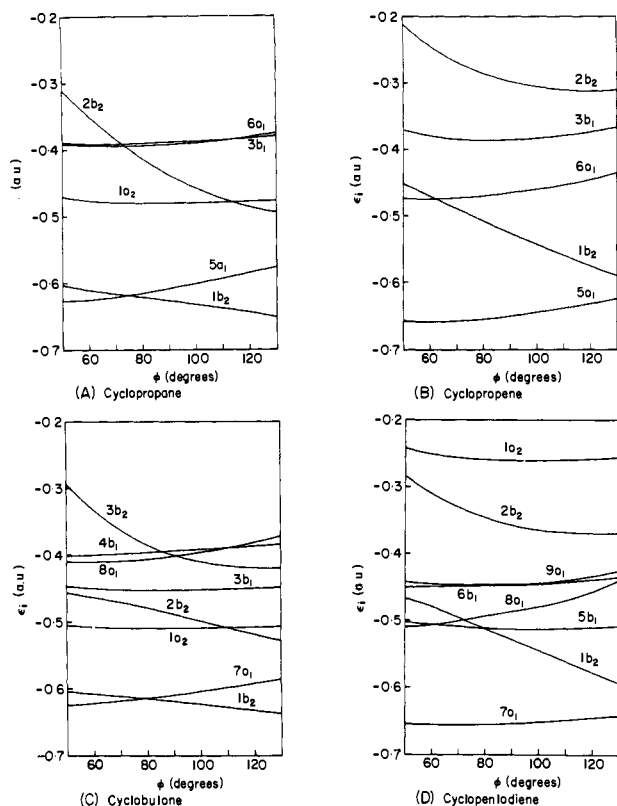 -0·2
-0·3
-0·4
-0·5
-0·6
-0·7
(a u)
2b2
6a1
3b1
1a2
5a1
1b2
60 80 100 120
ϕ (degrees)
(A) Cyclopropane
-0·2
-0·3
-0·4
-0·5
-0·6
-0·7
ϵi (a u)
2b2
3b1
6a1
1b2
5a1
60 80 100 120
ϕ (degrees)
(B) Cyclopropene
-0·2
-0·3
-0·4
-0·5
-0·6
-0·7
ϵi (a.u)
3b2
4b1
8a1
3b1
2b2
1a2
7a1
1b2
60 80 100 120
ϕ (degrees)
(C) Cyclobutane
-0·2
-0·3
-0·4
-0·5
-0·6
-0·7
ϵi (a.u)
1a2
2b2
9a1
6b1
8a1
5b1
1b2
7a1
60 80 100 120
ϕ (degrees)
(D) Cyclopentadiene